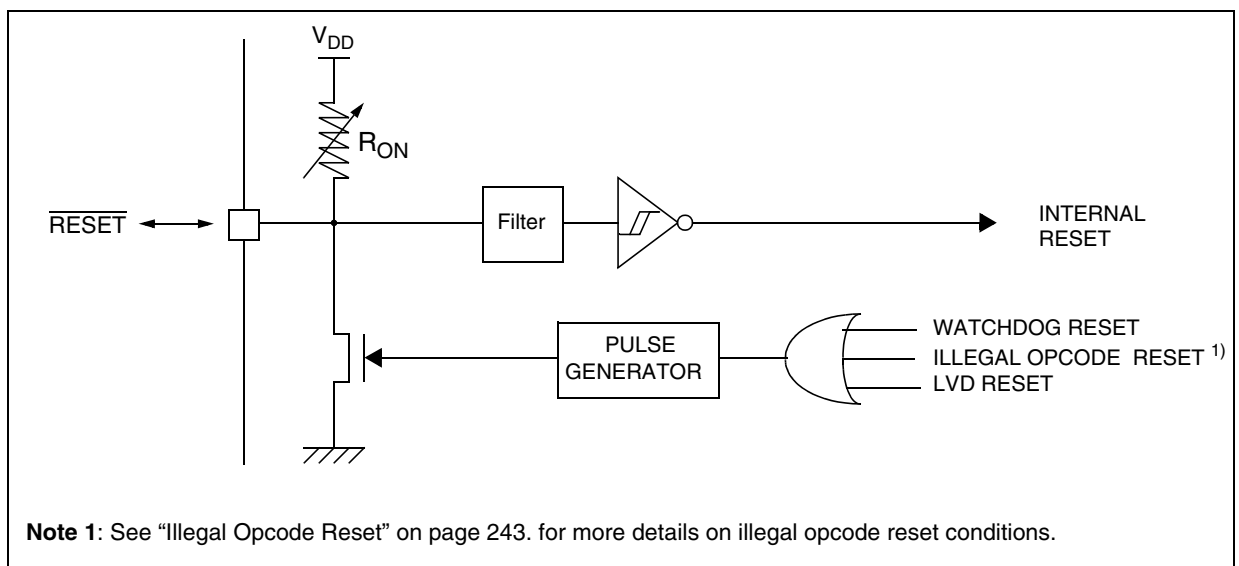 VDD
RON
RESET
Filter
INTERNAL
RESET
PULSE
GENERATOR
WATCHDOG RESET
ILLEGAL OPCODE RESET 1)
LVD RESET
Note 1: See “Illegal Opcode Reset” on page 243. for more details on illegal opcode reset conditions.